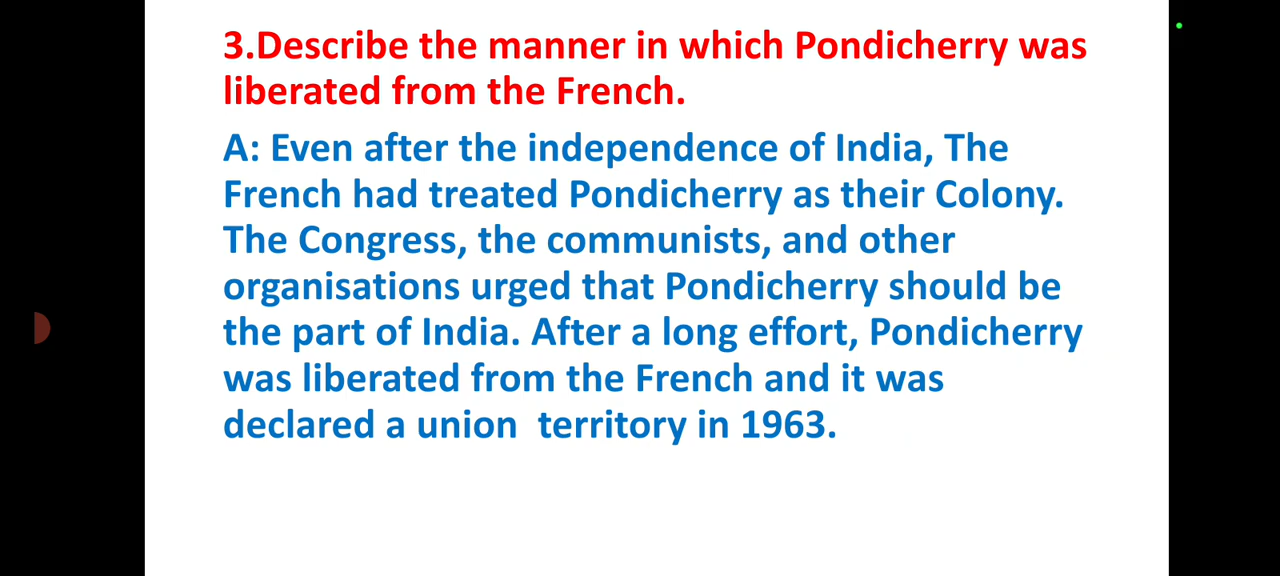 3.Describe the manner in which Pondicherry was
liberated from the French.
A: Even after the independence of India, The
French had treated Pondicherry as their Colony.
The Congress, the communists, and other
organisations urged that Pondicherry should be
the part of India. After a long effort, Pondicherry
was liberated from the French and it was
declared a union  territory in 1963.